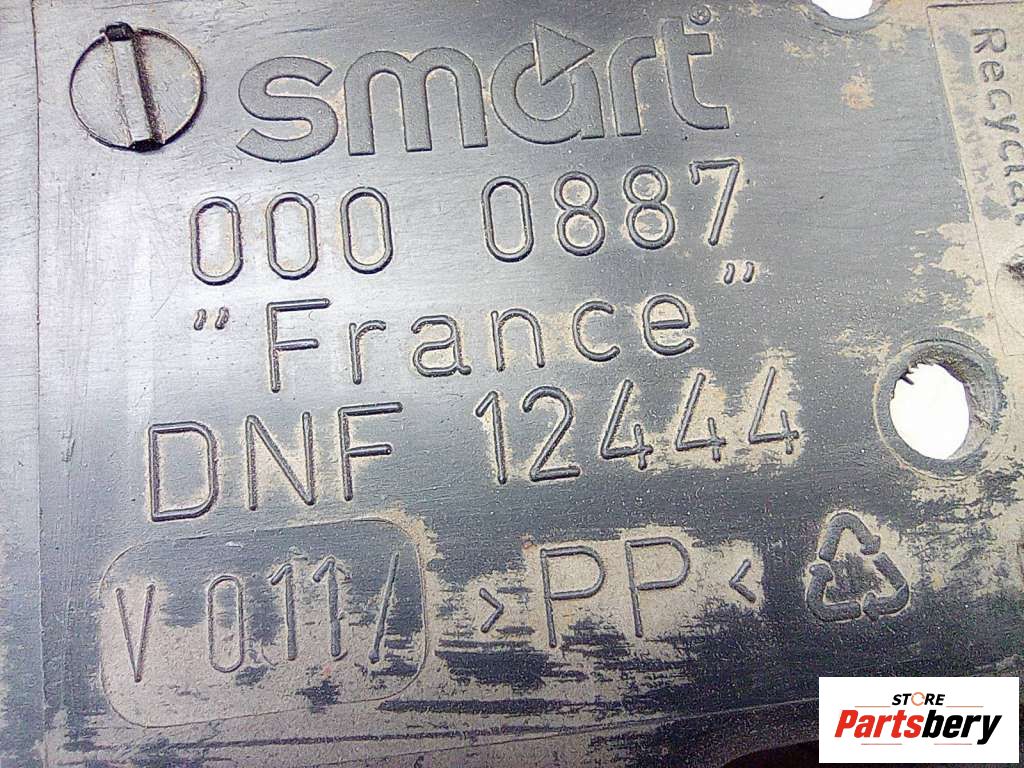 smart®
000 0887
"France"
DNF 12444
V 011/
>PP<
STORE
Partsbery